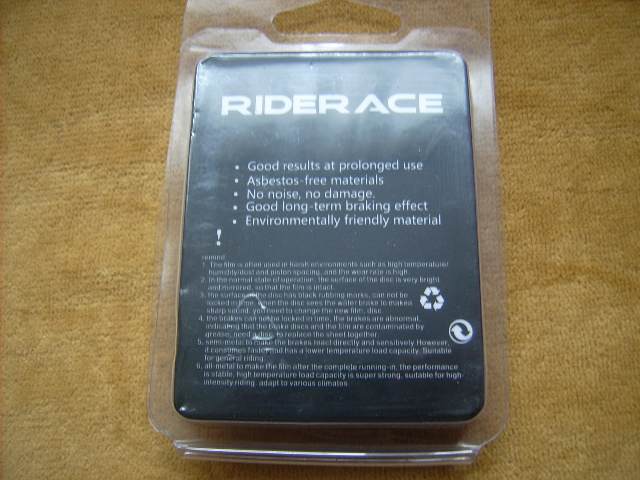 RIDERACE
• Good results at prolonged use
• Asbestos-free materials
• No noise, no damage.
• Good long-term braking effect
• Environmentally friendly material
!
remind
1. The film is often used in harsh environments such as high temperature/
humidity/dust and piston spacing, and the wear rate is high.
2. In the normal state of operation, the surface of the disc is very bright
and mirrored, so that the film is intact.
3. the surface of the disc has black rubbing marks, can not be
locked in time, when the disc sees the water brake to makes
sharp sound. you need to change the new film, disc.
4. the brakes can not be locked in time, the brakes are abnormal,
indicating that the brake discs and the film are contaminated by
grease, need a disc to replace the sheet together.
5. semi-metal to make the brakes, react directly and sensitively However,
it consumes faster and has a lower temperature load capacity. Suitable
for general riding.
6. all-metal to make the film after the complete running-in, the performance
is stable, high temperature load capacity is super strong, suitable for high-
intensity riding. adapt to various climates